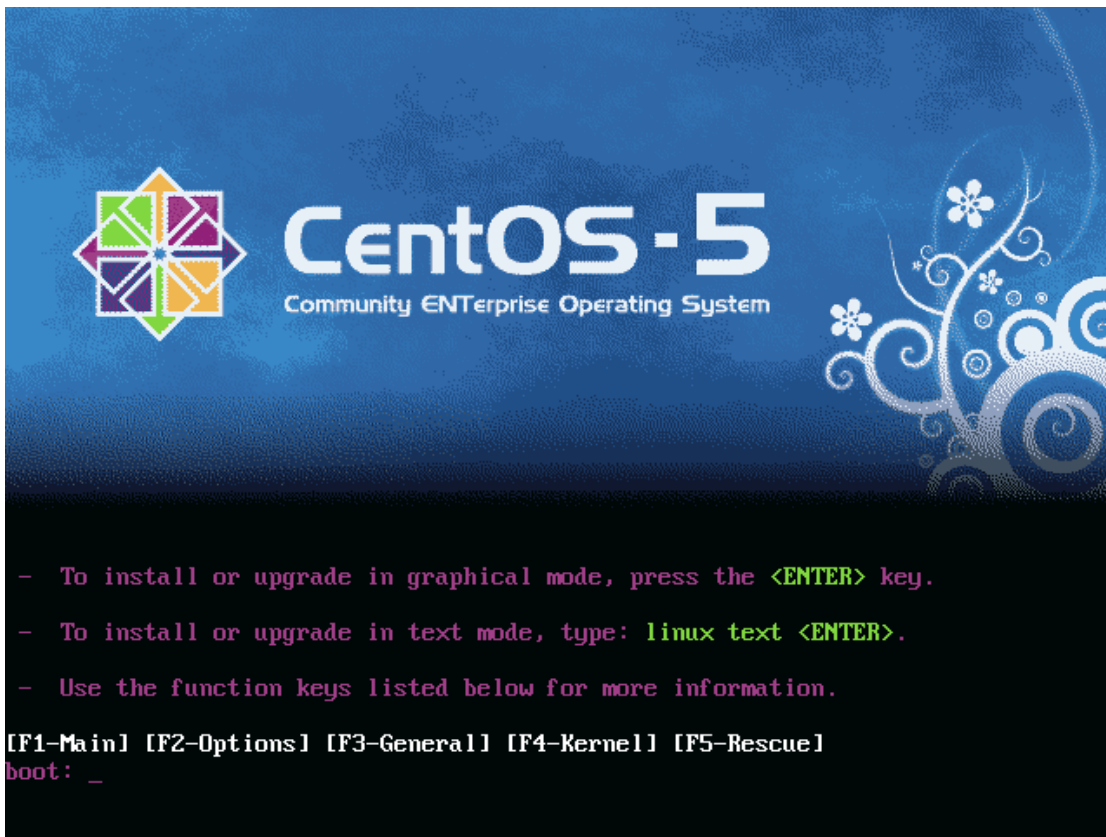 CentOS - 5
Community ENTerprise Operating System
- To install or upgrade in graphical mode, press the <ENTER> key.
- To install or upgrade in text mode, type: linux text <ENTER>.
- Use the function keys listed below for more information.
[F1-Main] [F2-Options] [F3-General] [F4-Kernel] [F5-Rescue]
boot: _